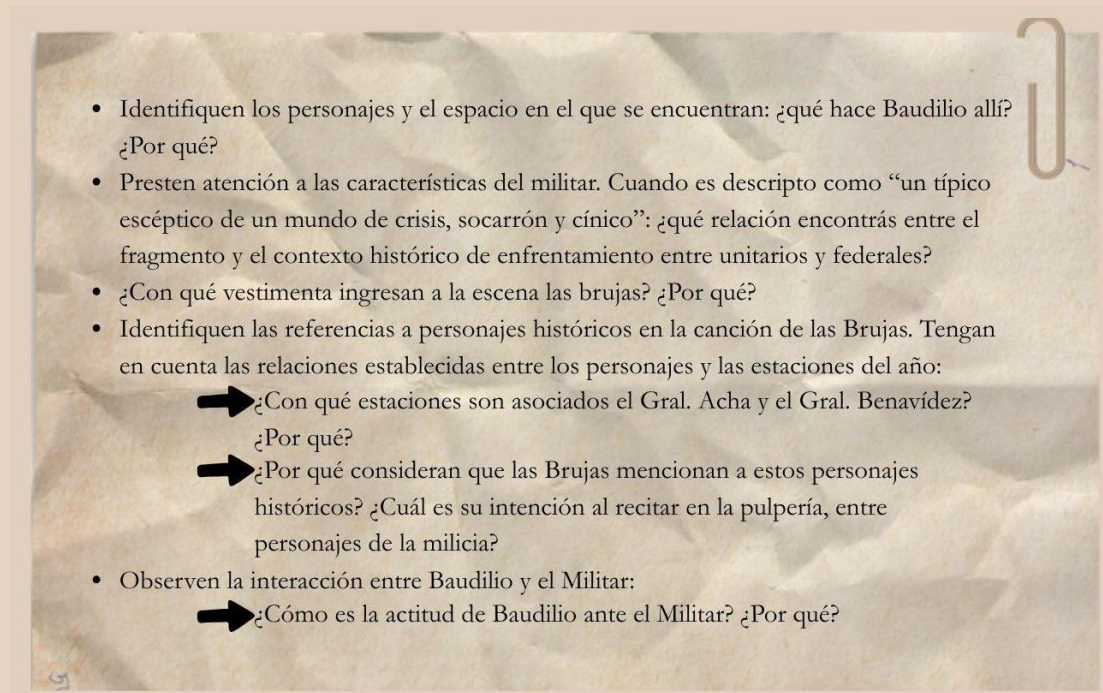 • Identifiquen los personajes y el espacio en el que se encuentran: ¿qué hace Baudilio allí?
¿Por qué?
• Presten atención a las características del militar. Cuando es descripto como “un típico
escéptico de un mundo de crisis, socarrón y cínico”: ¿qué relación encontrás entre el
fragmento y el contexto histórico de enfrentamiento entre unitarios y federales?
• ¿Con qué vestimenta ingresan a la escena las brujas? ¿Por qué?
• Identifiquen las referencias a personajes históricos en la canción de las Brujas. Tengan
en cuenta las relaciones establecidas entre los personajes y las estaciones del año:
¿Con qué estaciones son asociados el Gral. Acha y el Gral. Benavídez?
¿Por qué?
¿Por qué consideran que las Brujas mencionan a estos personajes
históricos? ¿Cuál es su intención al recitar en la pulpería, entre
personajes de la milicia?
• Observen la interacción entre Baudilio y el Militar:
¿Cómo es la actitud de Baudilio ante el Militar? ¿Por qué?